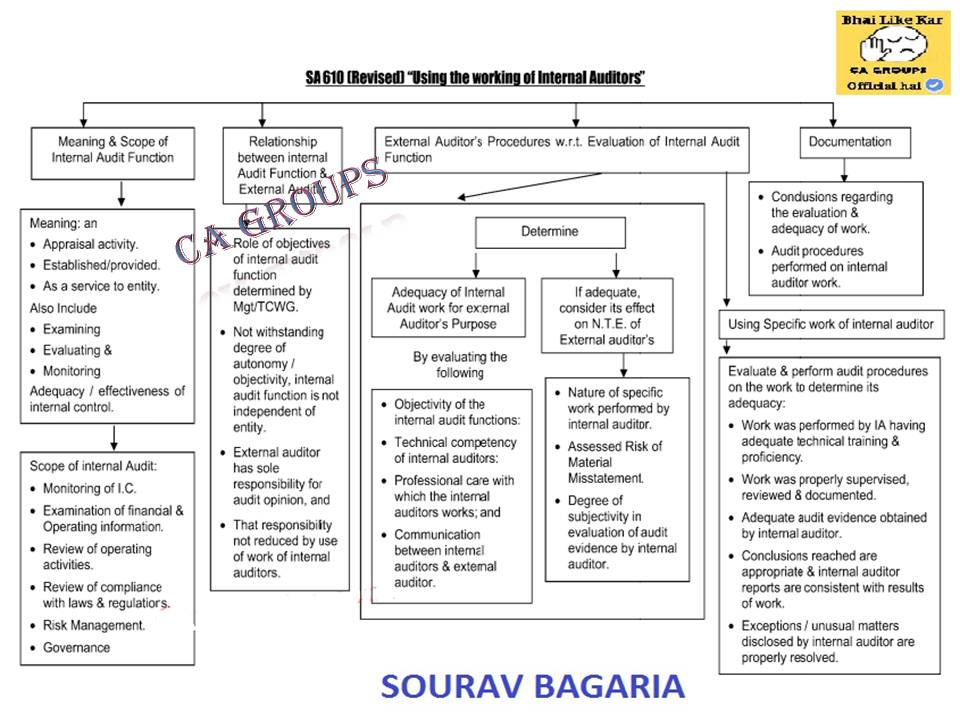 Bhai Like Kar
CA GROUPS
Official hai
SA 610 (Revised) “Using the working of Internal Auditors”
Meaning & Scope of
Internal Audit Function
Meaning: an
• Appraisal activity.
• Established/provided.
• As a service to entity.
Also Include
• Examining
• Evaluating &
• Monitoring
Adequacy / effectiveness of
internal control.
Scope of internal Audit:
• Monitoring of I.C.
• Examination of financial &
Operating information.
• Review of operating
activities.
• Review of compliance
with laws & regulations.
• Risk Management.
• Governance
Relationship
between internal
Audit Function &
External Auditor
CA GROUPS
• Role of objectives
of internal audit
function
determined by
Mgt/TCWG.
• Not withstanding
degree of
autonomy /
objectivity, internal
audit function is not
independent of
entity.
• External auditor
has sole
responsibility for
audit opinion, and
• That responsibility
not reduced by use
of work of internal
auditors.
External Auditor’s Procedures w.r.t. Evaluation of Internal Audit
Function
Determine
Adequacy of Internal
Audit work for external
Auditor’s Purpose
By evaluating the
following
• Objectivity of the
internal audit functions:
• Technical competency
of internal auditors:
• Professional care with
which the internal
auditors works; and
• Communication
between internal
auditors & external
auditor.
If adequate,
consider its effect
on N.T.E. of
External auditor’s
• Nature of specific
work performed by
internal auditor.
• Assessed Risk of
Material
Misstatement.
• Degree of
subjectivity in
evaluation of audit
evidence by internal
auditor.
Using Specific work of internal auditor
Evaluate & perform audit procedures
on the work to determine its
adequacy:
• Work was performed by IA having
adequate technical training &
proficiency.
• Work was properly supervised,
reviewed & documented.
• Adequate audit evidence obtained
by internal auditor.
• Conclusions reached are
appropriate & internal auditor
reports are consistent with results
of work.
• Exceptions / unusual matters
disclosed by internal auditor are
properly resolved.
Documentation
• Conclusions regarding
the evaluation &
adequacy of work.
• Audit procedures
performed on internal
auditor work.
SOURAV BAGARIA